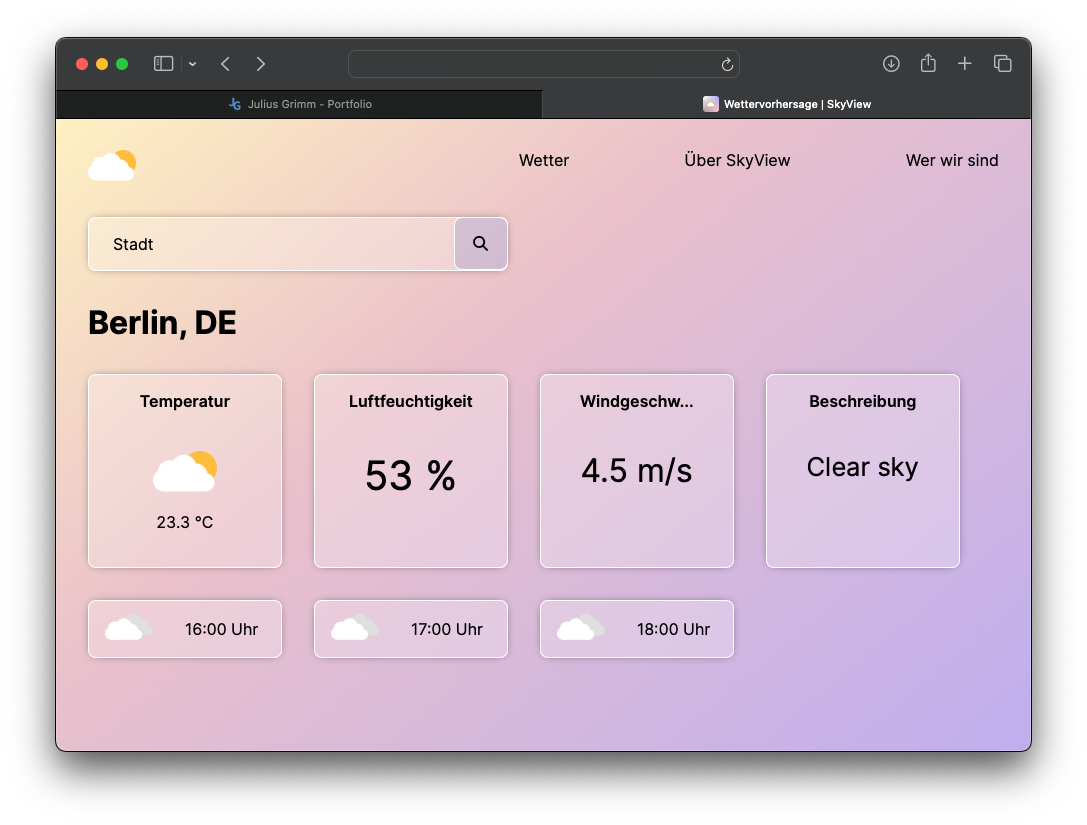 Julius Grimm - Portfolio
Wettervorhersage | SkyView
Wetter Über SkyView Wer wir sind
Stadt
Berlin, DE
Temperatur Luftfeuchtigkeit Windgeschw... Beschreibung
53 % 4.5 m/s Clear sky
23.3 °C
16:00 Uhr 17:00 Uhr 18:00 Uhr